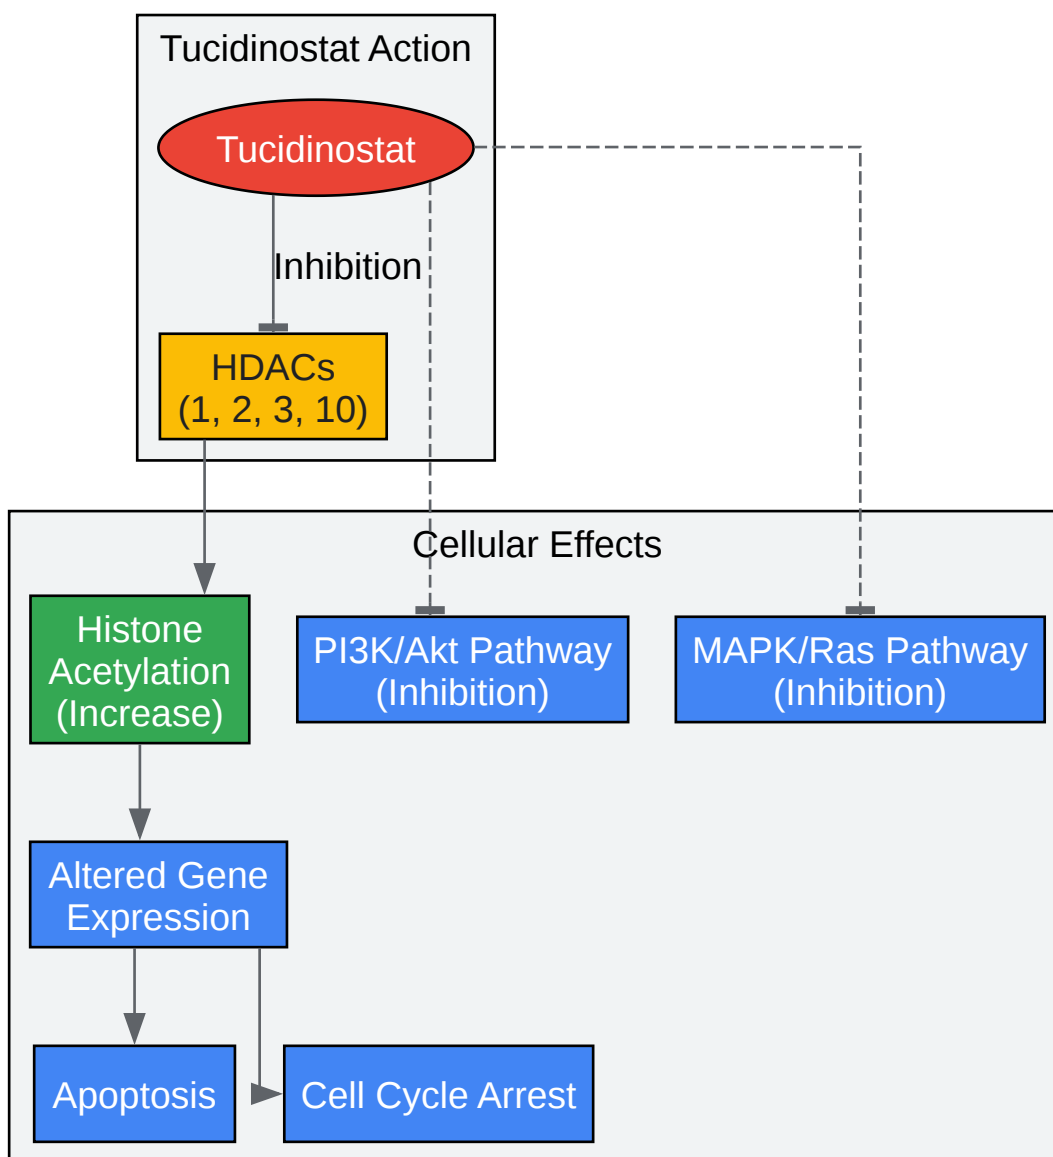 Tucidinostat Action
Tucidinostat
Inhibition
HDACs
(1, 2, 3, 10)
Cellular Effects
Histone
Acetylation
(Increase)
PI3K/Akt Pathway
(Inhibition)
MAPK/Ras Pathway
(Inhibition)
Altered Gene
Expression
Apoptosis
Cell Cycle Arrest